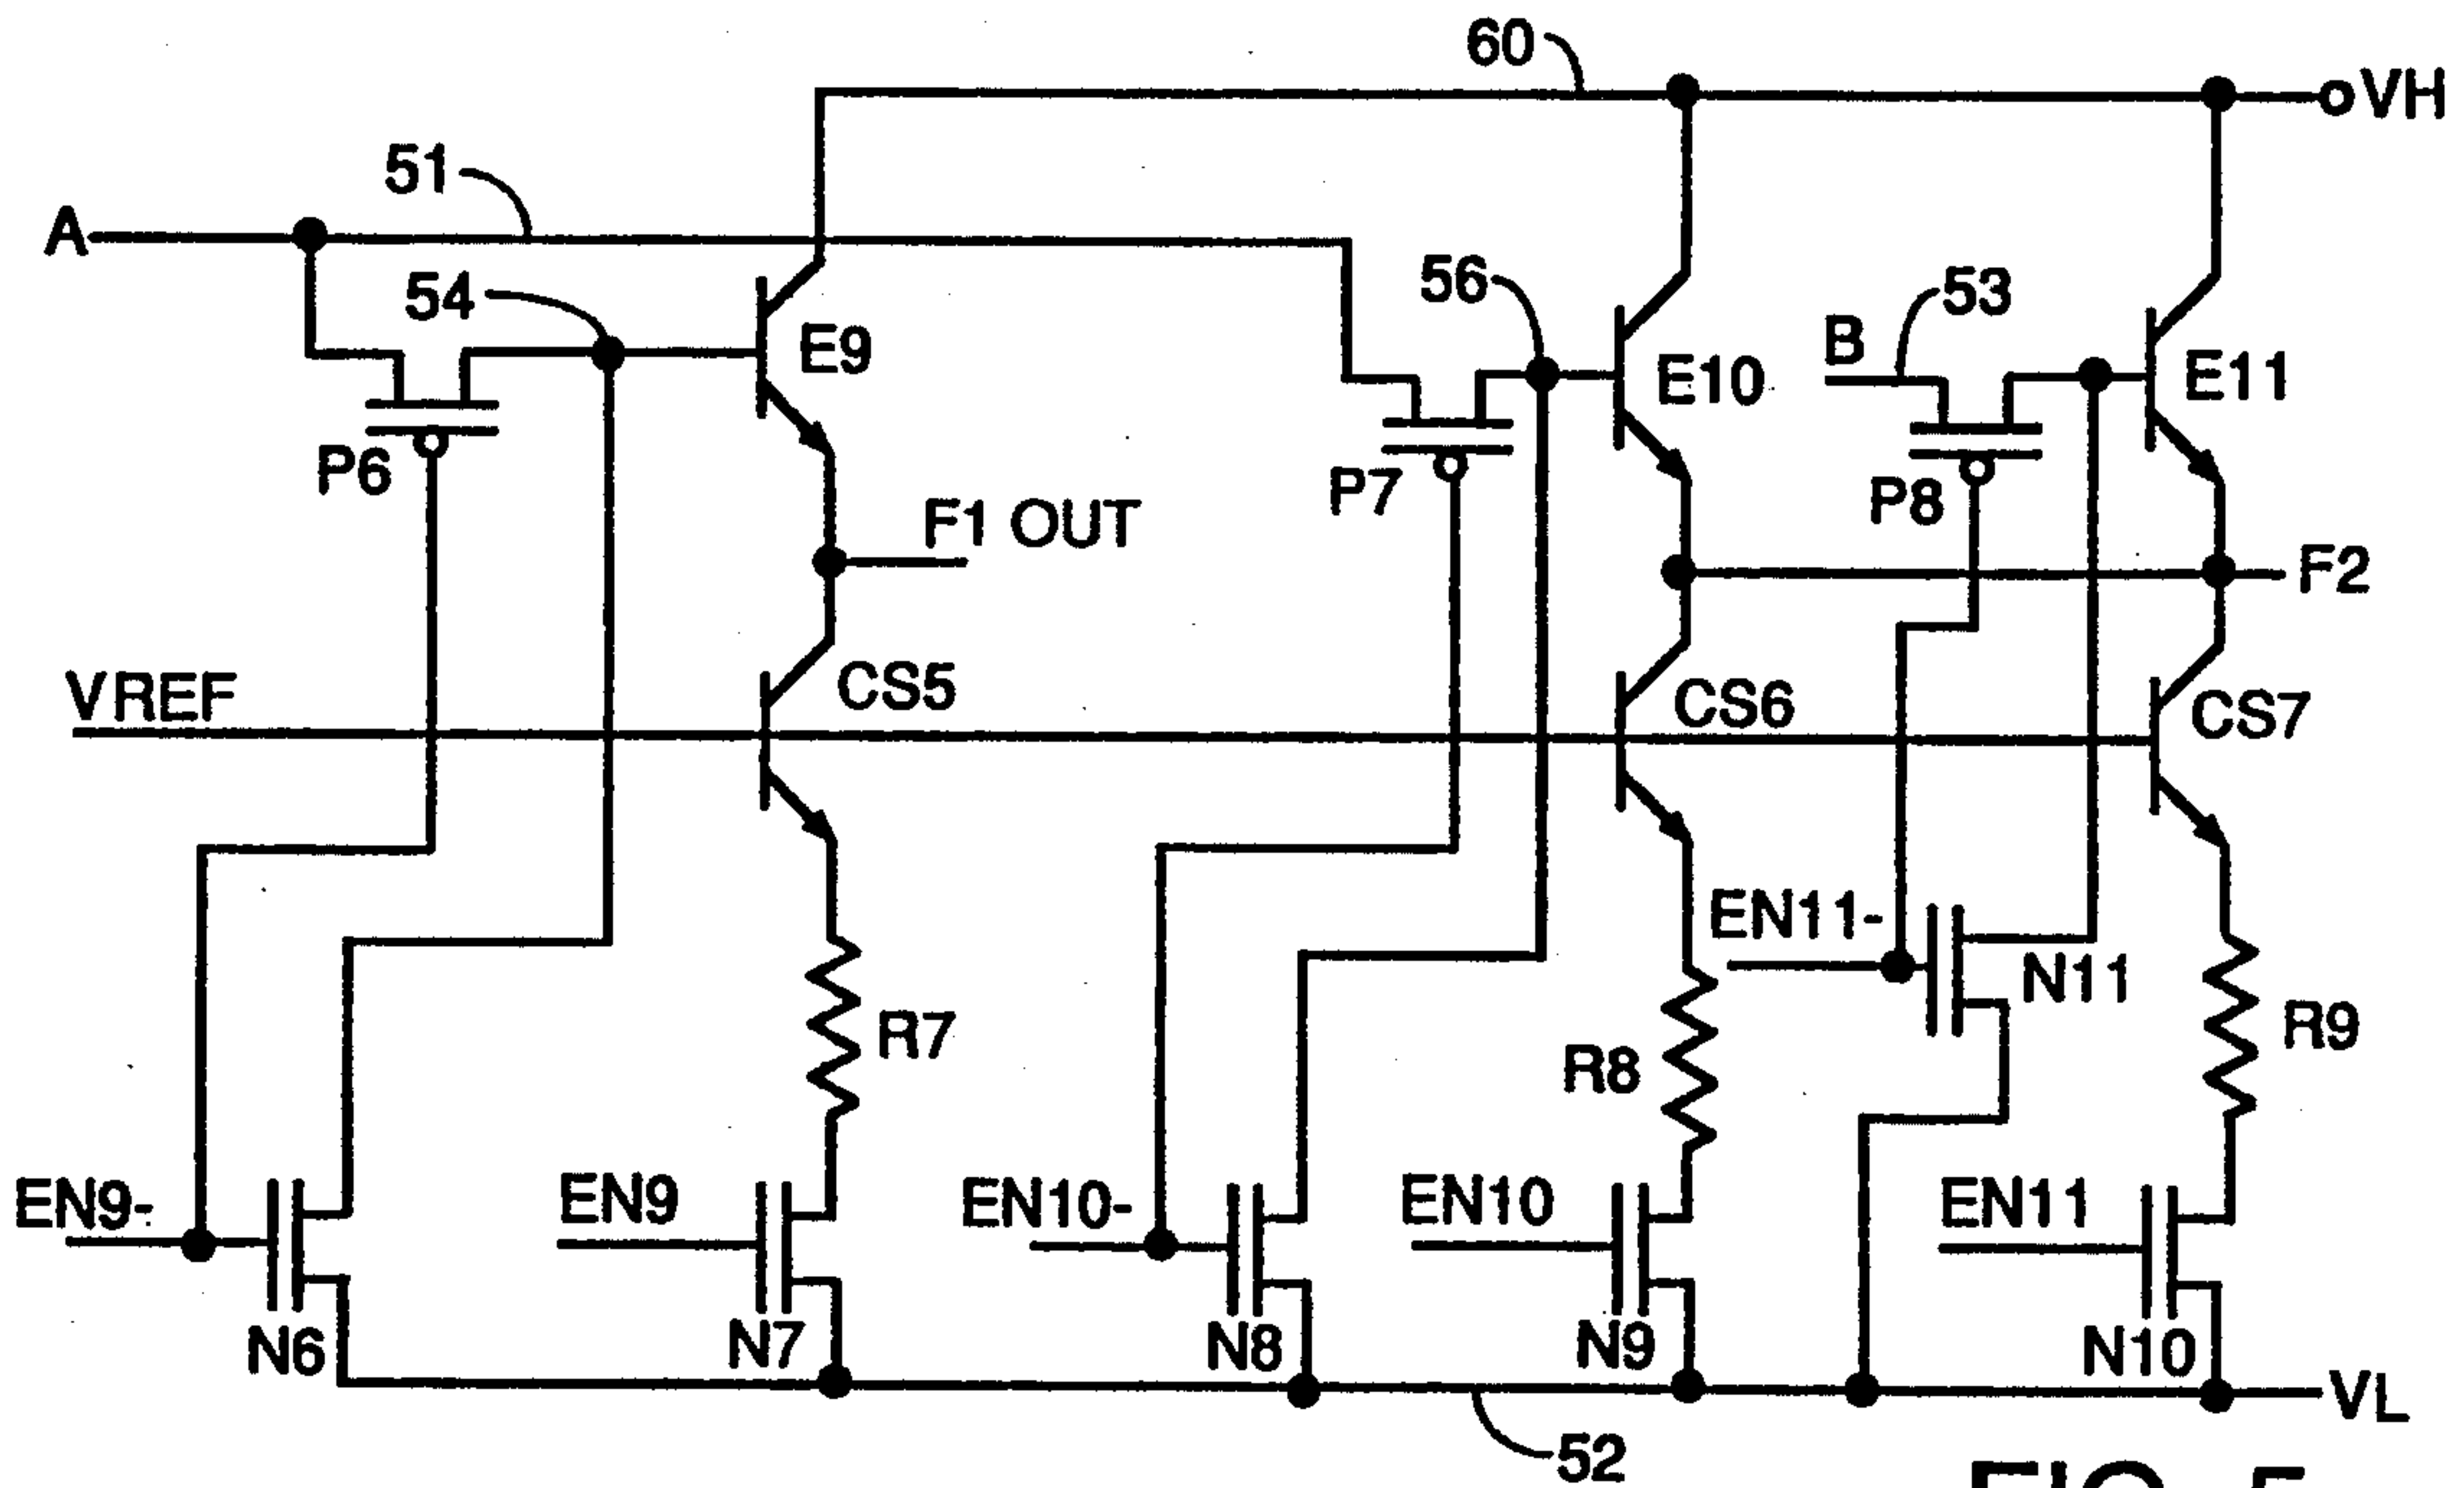 60
VH
51
A
54
56
53
B
E9
E10
E11
P6
P7
P8
F1 OUT
F2
VREF
CS5
CS6
CS7
EN11-
N11
R7
R8
R9
EN9-
EN9
EN10-
EN10
EN11
N6
N7
N8
N9
N10
VL
52